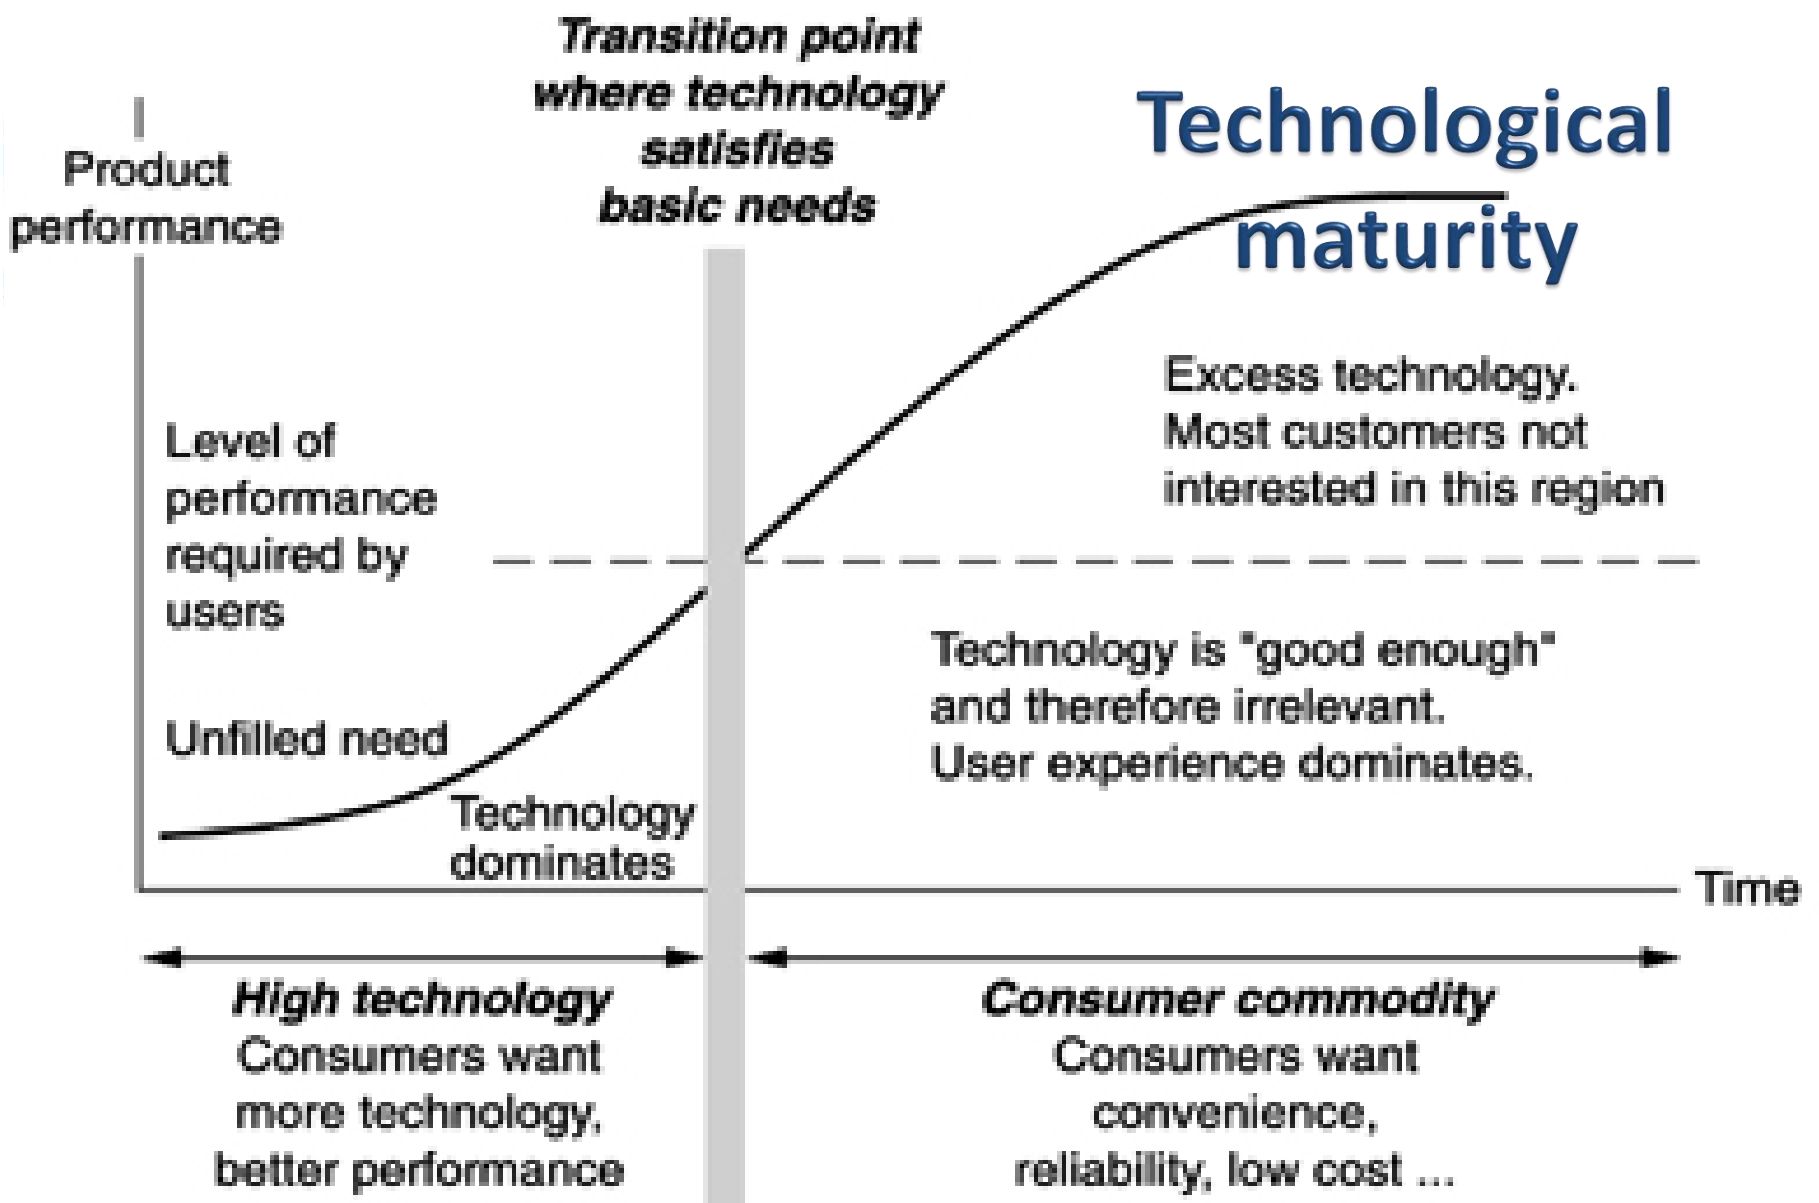 Transition point
where technology
satisfies
basic needs
Technological
maturity
Product
performance
Excess technology.
Most customers not
interested in this region
Level of
performance
required by
users
Technology is "good enough"
and therefore irrelevant.
User experience dominates.
Unfilled need
Technology
dominates
Time
High technology
Consumers want
more technology,
better performance
Consumer commodity
Consumers want
convenience,
reliability, low cost ...